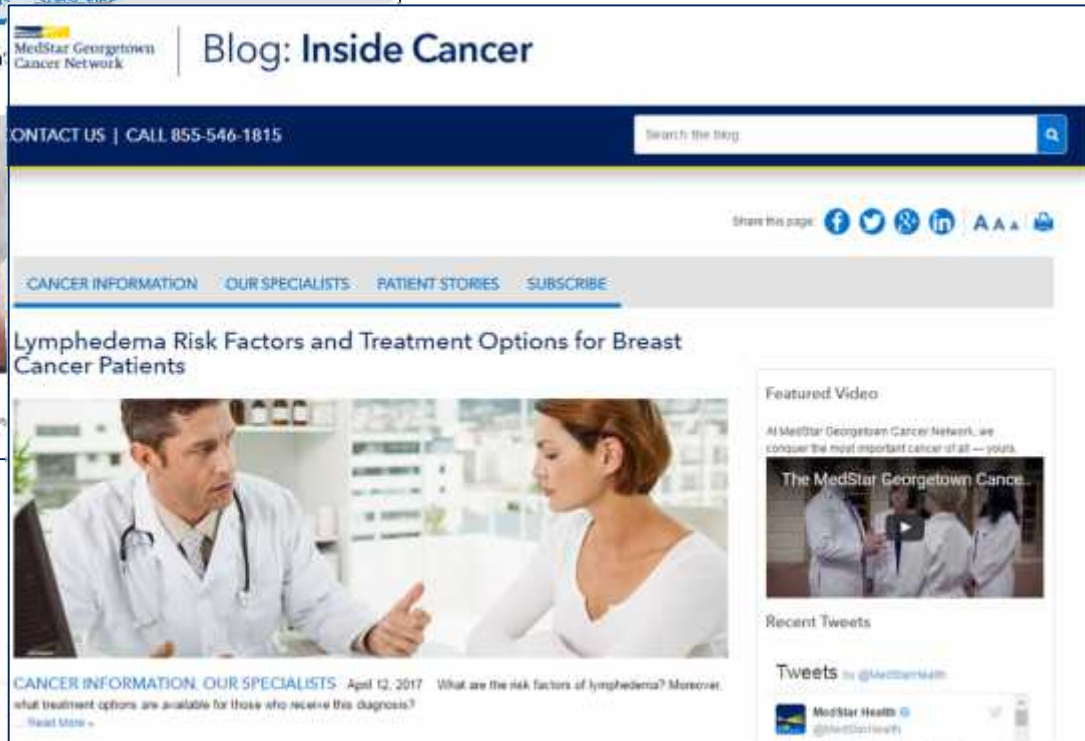 MedStar Georgetown
Cancer Network
Blog: Inside Cancer
CONTACT US | CALL 855-546-1815
Search the blog
Share this page:
A A A
CANCER INFORMATION OUR SPECIALISTS PATIENT STORIES SUBSCRIBE
Lymphedema Risk Factors and Treatment Options for Breast
Cancer Patients
CANCER INFORMATION, OUR SPECIALISTS April 12, 2017 What are the risk factors of lymphedema? Moreover,
what treatment options are available for those who receive this diagnosis?
... Read More »
Featured Video
At MedStar Georgetown Cancer Network, we
conquer the most important cancer of all — yours.
The MedStar Georgetown Cance...
Recent Tweets
Tweets by @MedStarHealth
MedStar Health
@MedStarHealth